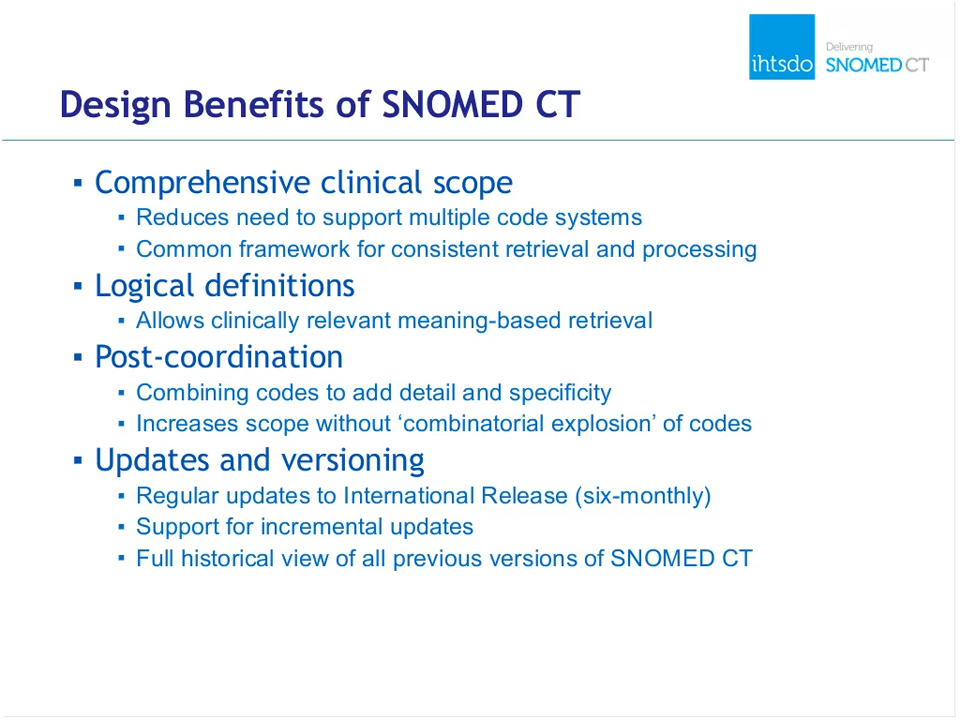 ihtsdo
Delivering
SNOMED CT
Design Benefits of SNOMED CT
▪ Comprehensive clinical scope
▪ Reduces need to support multiple code systems
▪ Common framework for consistent retrieval and processing
▪ Logical definitions
▪ Allows clinically relevant meaning-based retrieval
▪ Post-coordination
▪ Combining codes to add detail and specificity
▪ Increases scope without ‘combinatorial explosion’ of codes
▪ Updates and versioning
▪ Regular updates to International Release (six-monthly)
▪ Support for incremental updates
▪ Full historical view of all previous versions of SNOMED CT